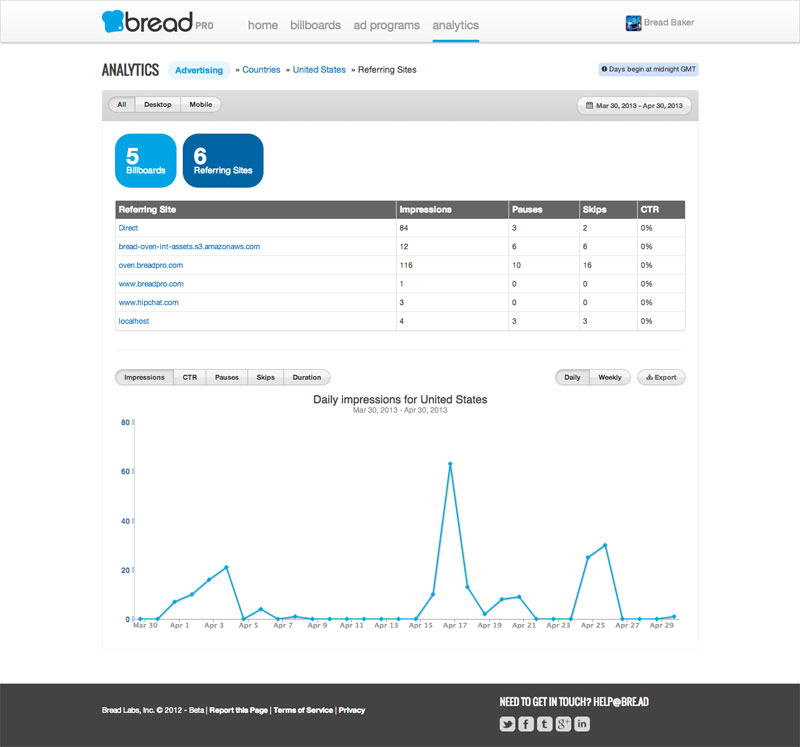 bread PRO home billboards ad programs analytics Bread Baker
ANALYTICS Advertising » Countries » United States » Referring Sites Days begin at midnight GMT
All Desktop Mobile Mar 30, 2013 - Apr 30, 2013
5 6
Billboards Referring Sites
Referring Site Impressions Pauses Skips CTR
Direct 84 3 2 0%
bread-oven-int-assets.s3.amazonaws.com 12 6 6 0%
oven.breadpro.com 116 10 16 0%
www.breadpro.com 1 0 0 0%
www.hipchat.com 3 0 0 0%
localhost 4 3 3 0%
Impressions CTR Pauses Skips Duration Daily Weekly Export
Daily impressions for United States
Mar 30, 2013 - Apr 30, 2013
80
60
40
20
0
Mar 30 Apr 1 Apr 3 Apr 5 Apr 7 Apr 9 Apr 11 Apr 13 Apr 15 Apr 17 Apr 19 Apr 21 Apr 23 Apr 25 Apr 27 Apr 29
NEED TO GET IN TOUCH? HELP@BRE.AD
Bread Labs, Inc. © 2012 - Beta | Report this Page | Terms of Service | Privacy
f t g+ in